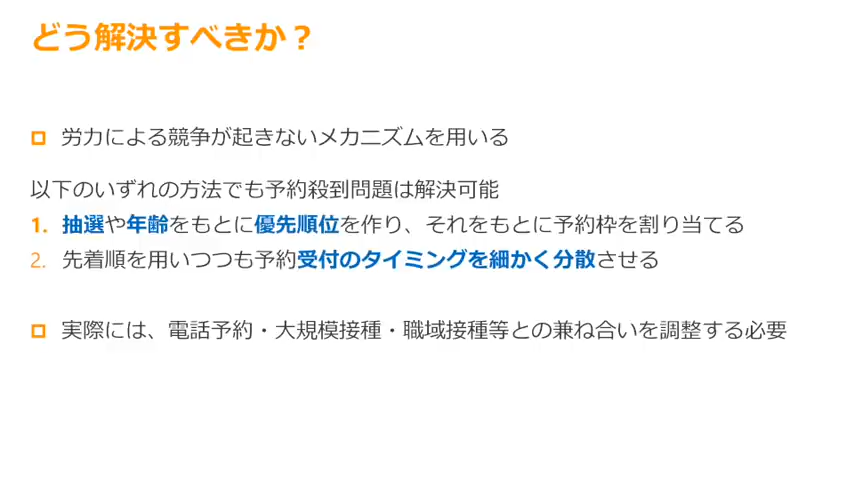 どう解決すべきか？
労力による競争が起きないメカニズムを用いる
以下のいずれの方法でも予約殺到問題は解決可能
1. 抽選や年齢をもとに優先順位を作り、それをもとに予約枠を割り当てる
2. 先着順を用いつつも予約受付のタイミングを細かく分散させる
実際には、電話予約・大規模接種・職域接種等との兼ね合いを調整する必要